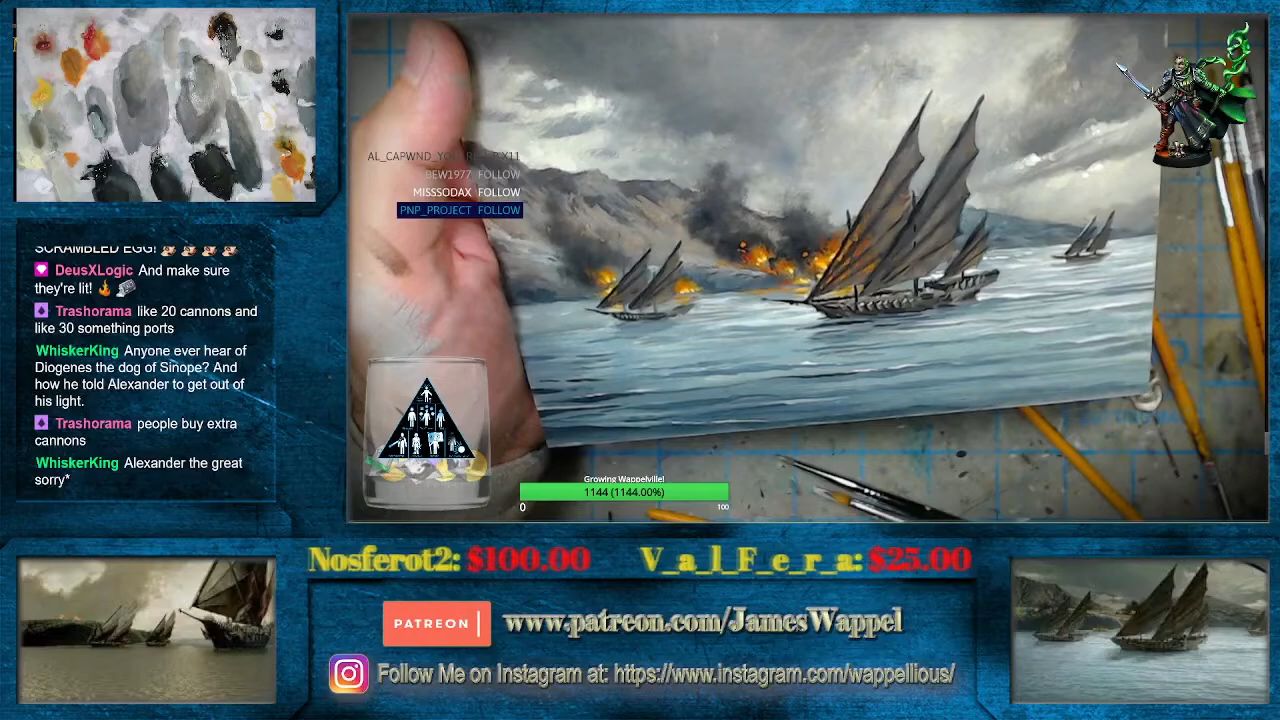 SCRAMBLED EGG!
DeusXLogic And make sure
they're lit!
Trashorama like 20 cannons and
like 30 something ports
WhiskerKing Anyone ever hear of
Diogenes the dog of Sinope? And
how he told Alexander to get out of
his light.
Trashorama people buy extra
cannons
WhiskerKing Alexander the great
sorry*
BEW1977 FOLLOW
MISSSODAX FOLLOW
PNP_PROJECT FOLLOW
Growing Wappelville!
1144 (1144.00%)
0
100
Nosferot2: $100.00 V_a_l_F_e_r_a: $25.00
PATREON
www.patreon.com/JamesWappel
Follow Me on Instagram at: https://www.instagram.com/wappellious/